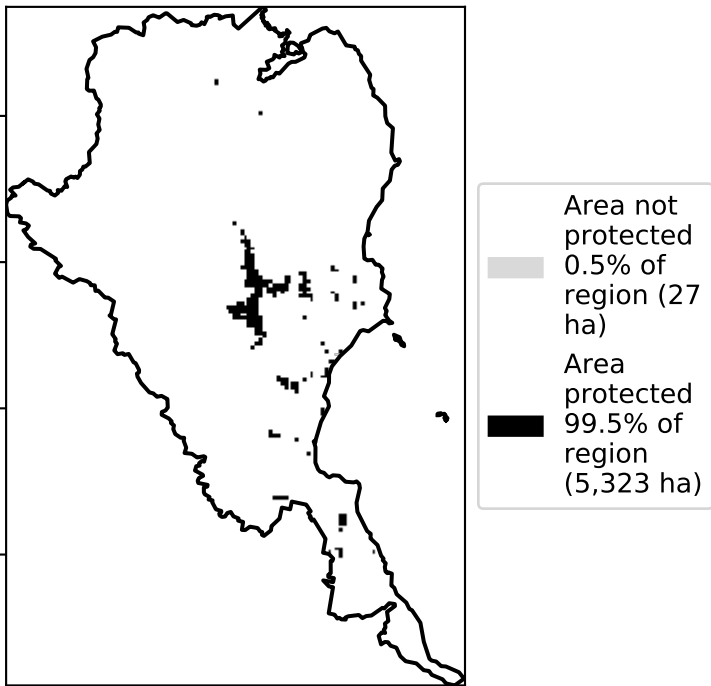 Area not
protected
0.5% of
region (27
ha)
Area
protected
99.5% of
region
(5,323 ha)